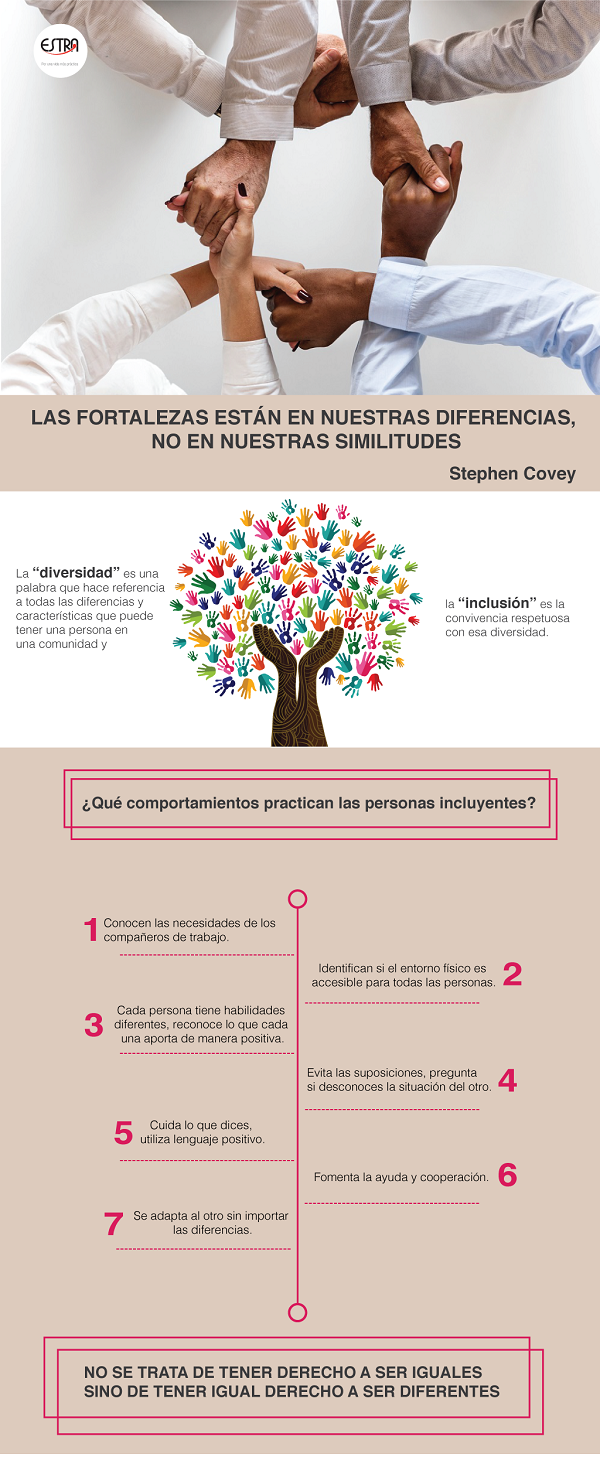 ESTRA
LAS FORTALEZAS ESTÁN EN NUESTRAS DIFERENCIAS,
NO EN NUESTRAS SIMILITUDES
Stephen Covey
La “diversidad” es una
palabra que hace referencia
a todas las diferencias y
características que puede
tener una persona en
una comunidad y
la “inclusión” es la
convivencia respetuosa
con esa diversidad.
¿Qué comportamientos practican las personas incluyentes?
1 Conocen las necesidades de los
compañeros de trabajo.
Identifican si el entorno físico es
accesible para todas las personas. 2
3 Cada persona tiene habilidades
diferentes, reconoce lo que cada
una aporta de manera positiva.
Evita las suposiciones, pregunta
si desconoces la situación del otro. 4
5 Cuida lo que dices,
utiliza lenguaje positivo.
Fomenta la ayuda y cooperación. 6
7 Se adapta al otro sin importar
las diferencias.
NO SE TRATA DE TENER DERECHO A SER IGUALES
SINO DE TENER IGUAL DERECHO A SER DIFERENTES